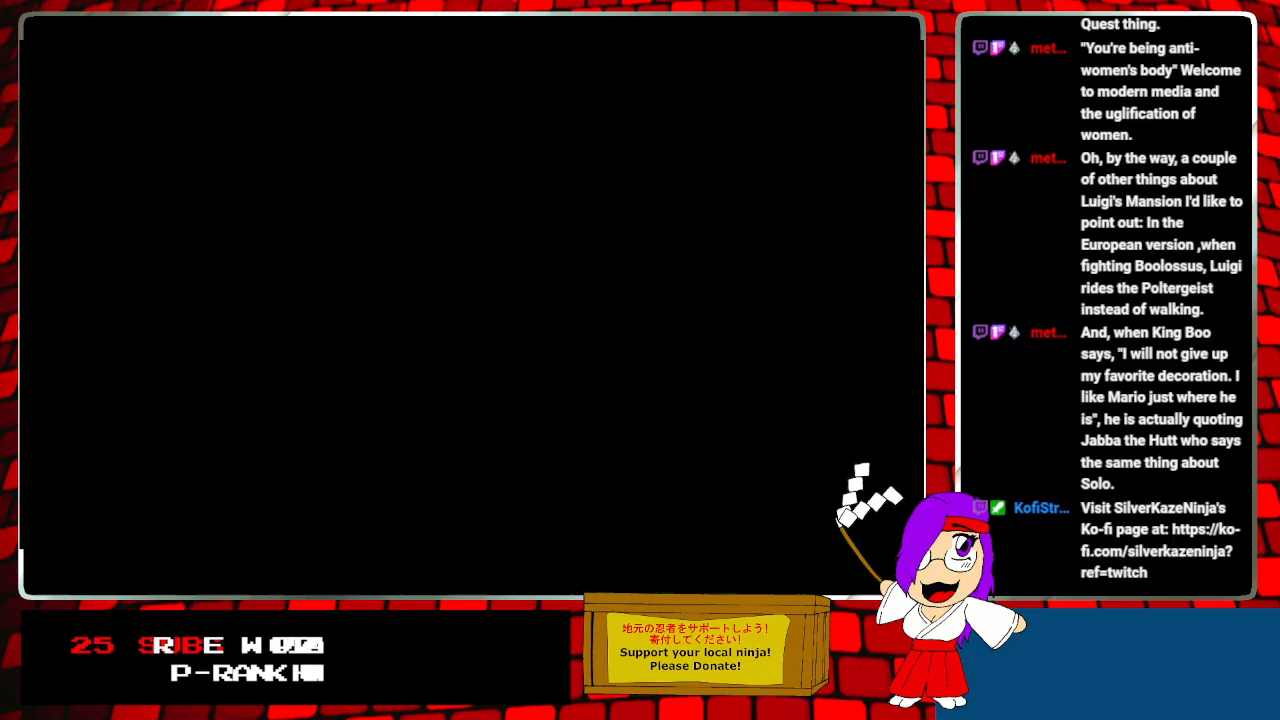 Quest thing.
met... "You're being anti-
women's body" Welcome
to modern media and
the uglification of
women.
met... Oh, by the way, a couple
of other things about
Luigi's Mansion I'd like to
point out: In the
European version ,when
fighting Boolossus, Luigi
rides the Poltergeist
instead of walking.
met... And, when King Boo
says, "I will not give up
my favorite decoration. I
like Mario just where he
is", he is actually quoting
Jabba the Hutt who says
the same thing about
Solo.
KofiStr... Visit SilverKazeNinja's
Ko-fi page at: https://ko-
fi.com/silverkazeninja?
ref=twitch
地元の忍者をサポートしよう!
寄付してください!
Support your local ninja!
Please Donate!
25
P-RANK